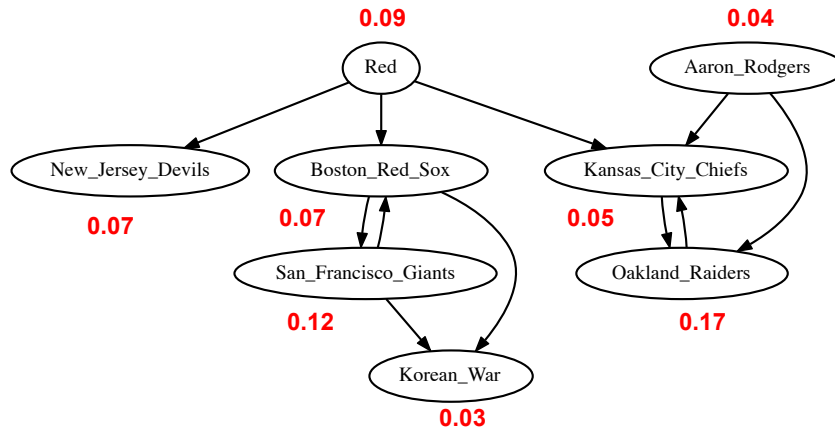 0.09
0.04
Red
Aaron_Rodgers
New_Jersey_Devils
Boston_Red_Sox
Kansas_City_Chiefs
0.07
0.07
0.05
San_Francisco_Giants
Oakland_Raiders
0.12
0.17
Korean_War
0.03